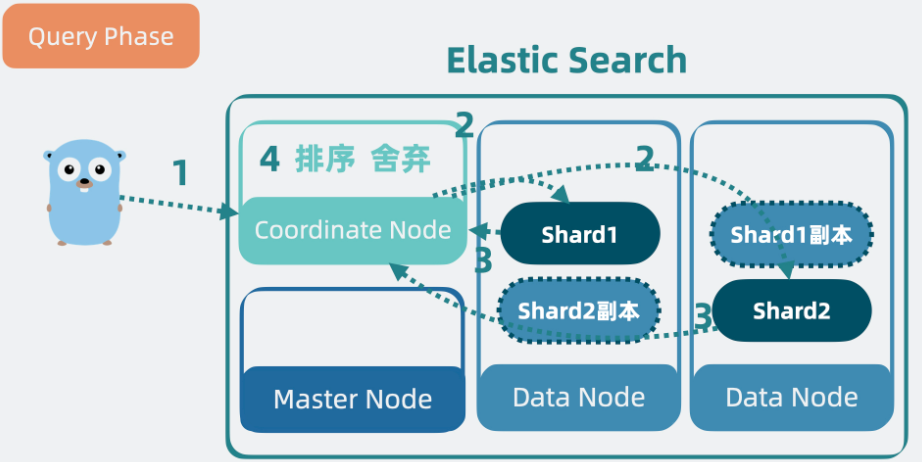 Query Phase
Elastic Search
1
2
2
4 排序 舍弃
Coordinate Node
Shard1
Shard1副本
3
Shard2副本
Shard2
3
Master Node
Data Node
Data Node